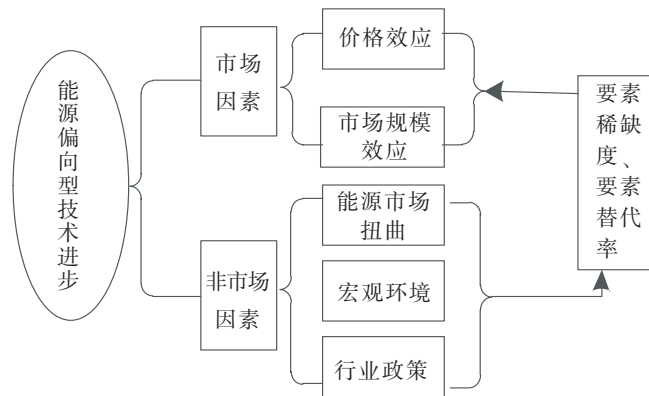 能源偏向型技术进步
市场
因素
价格效应
市场规模
效应
非市场
因素
能源市场
扭曲
宏观环境
行业政策
要素
稀缺
度、
要素
替代
率